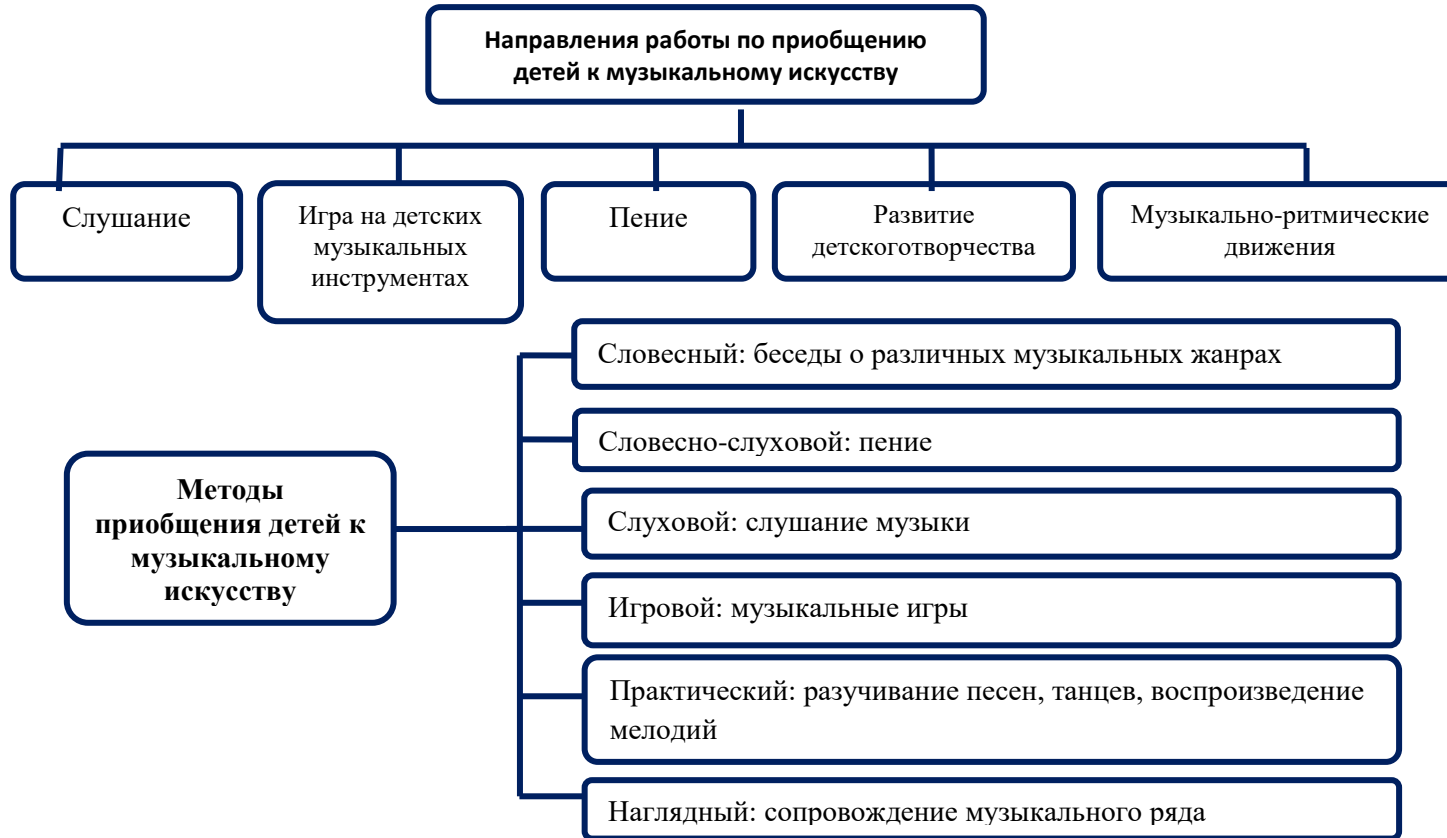 Направления работы по приобщению
детей к музыкальному искусству
Слушание
Игра на детских
музыкальных
инструментах
Пение
Развитие
детскоготворчества
Музыкально-ритмические
движения
Методы
приобщения детей к
музыкальному
искусству
Словесный: беседы о различных музыкальных жанрах
Словесно-слуховой: пение
Слуховой: слушание музыки
Игровой: музыкальные игры
Практический: разучивание песен, танцев, воспроизведение
мелодий
Наглядный: сопровождение музыкального ряда